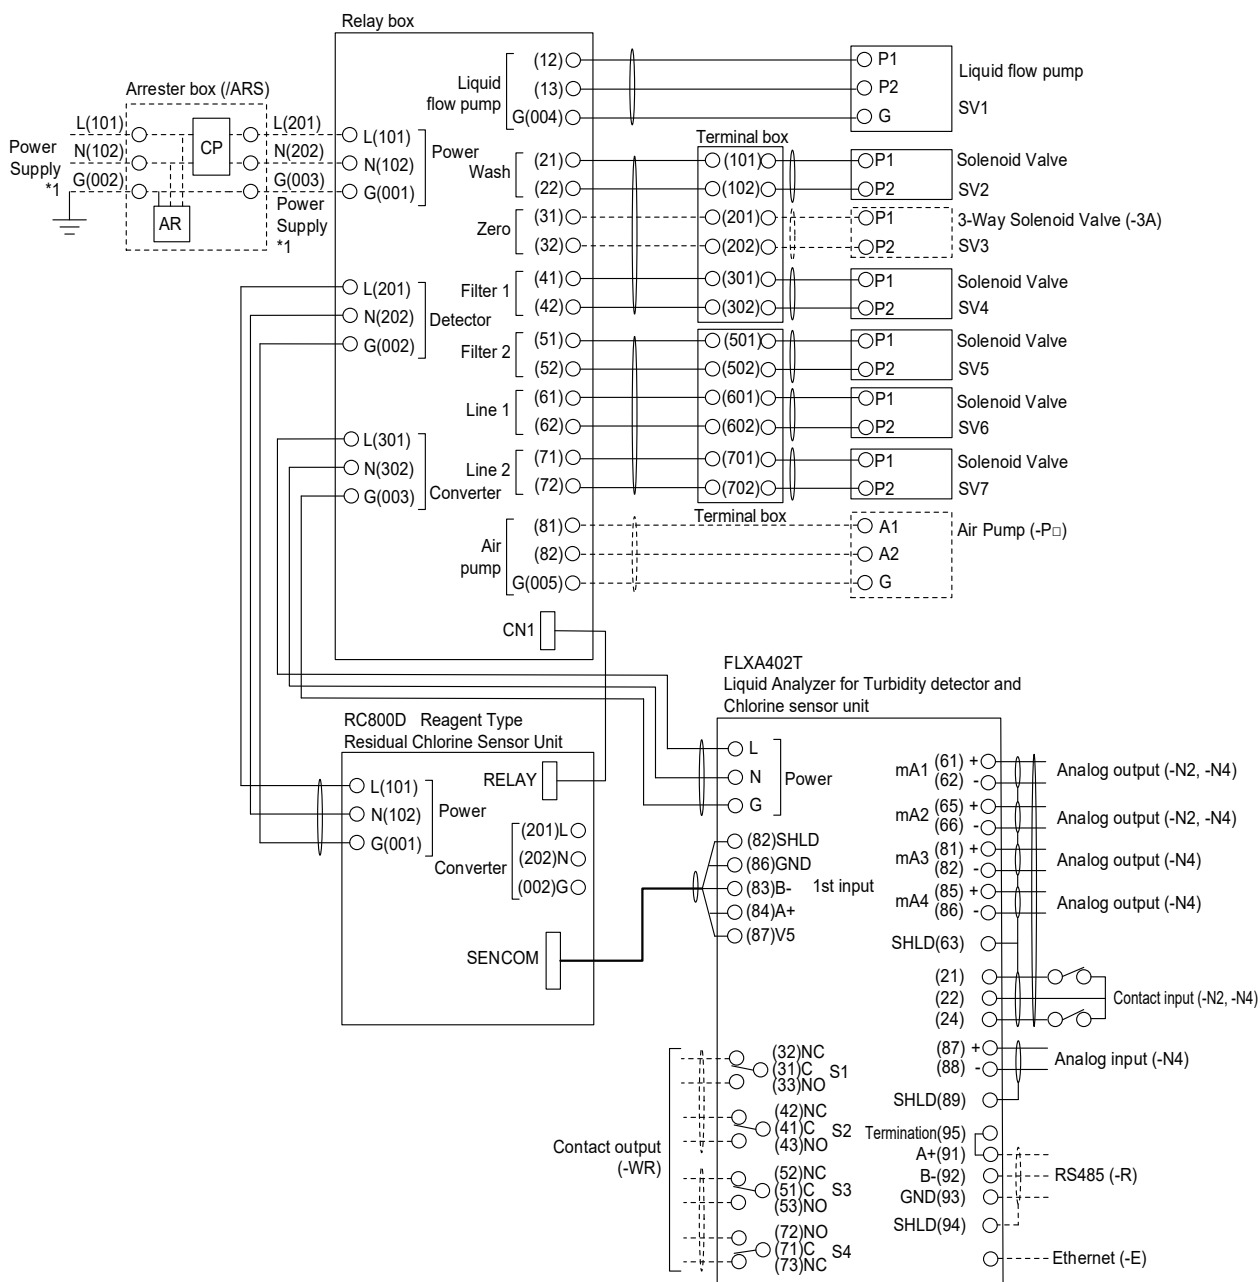 Relay box
Arrester box (/ARS)
Power
Supply
*1
L(101)
N(102)
G(002)
CP
AR
L(201)
N(202)
G(003)
Power
Supply
*1
L(101)
N(102)
G(001)
Power
L(201)
N(202)
G(002)
Detector
L(301)
N(302)
G(003)
Converter
Liquid
flow pump
(12)
(13)
G(004)
Wash
(21)
(22)
Zero
(31)
(32)
Filter 1
(41)
(42)
Filter 2
(51)
(52)
Line 1
(61)
(62)
Line 2
(71)
(72)
Air
pump
(81)
(82)
G(005)
CN1
Terminal box
(101)
(102)
(201)
(202)
(301)
(302)
(501)
(502)
(601)
(602)
(701)
(702)
Terminal box
P1
P2
G
Liquid flow pump
SV1
P1
P2
Solenoid Valve
SV2
P1
P2
3-Way Solenoid Valve (-3A)
SV3
P1
P2
Solenoid Valve
SV4
P1
P2
Solenoid Valve
SV5
P1
P2
Solenoid Valve
SV6
P1
P2
Solenoid Valve
SV7
A1
A2
G
Air Pump (-P□)
RC800D Reagent Type
Residual Chlorine Sensor Unit
L(101)
N(102)
G(001)
Power
RELAY
Converter
(201)L
(202)N
(002)G
SENCOM
FLXA402T
Liquid Analyzer for Turbidity detector and
Chlorine sensor unit
L
N
G
Power
(82)SHLD
(86)GND
(83)B-
(84)A+
(87)V5
1st input
mA1 (61) +
(62) -
Analog output (-N2, -N4)
mA2 (65) +
(66) -
Analog output (-N2, -N4)
mA3 (81) +
(82) -
Analog output (-N4)
mA4 (85) +
(86) -
Analog output (-N4)
SHLD(63)
(21)
(22)
(24)
Contact input (-N2, -N4)
(87) +
(88) -
Analog input (-N4)
SHLD(89)
Termination(95)
A+(91)
B-(92)
GND(93)
SHLD(94)
RS485 (-R)
Ethernet (-E)
Contact output
(-WR)
(32)NC
(31)C S1
(33)NO
(42)NC
(41)C S2
(43)NO
(52)NC
(51)C S3
(53)NO
(72)NO
(71)C S4
(73)NC